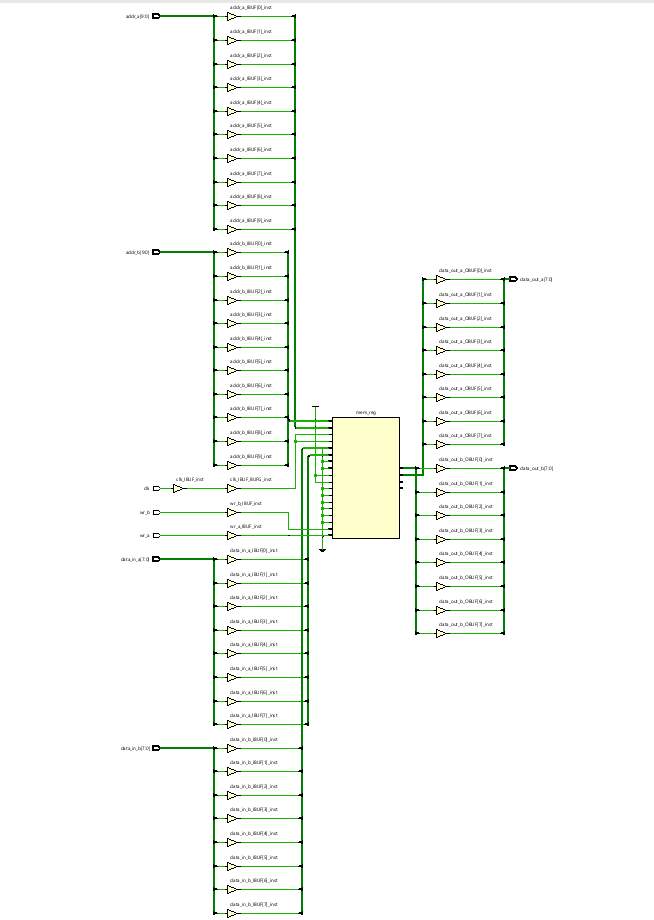 addr_a_IBUF[0]_inst
addr_a[9:0]
addr_a_IBUF[1]_inst
addr_a_IBUF[2]_inst
addr_a_IBUF[3]_inst
addr_a_IBUF[4]_inst
addr_a_IBUF[5]_inst
addr_a_IBUF[6]_inst
addr_a_IBUF[7]_inst
addr_a_IBUF[8]_inst
addr_a_IBUF[9]_inst
addr_b_IBUF[0]_inst
addr_b[9:0]
addr_b_IBUF[1]_inst
addr_b_IBUF[2]_inst
addr_b_IBUF[3]_inst
addr_b_IBUF[4]_inst
addr_b_IBUF[5]_inst
addr_b_IBUF[6]_inst
addr_b_IBUF[7]_inst
addr_b_IBUF[8]_inst
addr_b_IBUF[9]_inst
clk_IBUF_inst
clk_IBUF_BUFG_inst
clk
wr_b_IBUF_inst
wr_b
wr_a_IBUF_inst
wr_a
data_in_a_IBUF[0]_inst
data_in_a[7:0]
data_in_a_IBUF[1]_inst
data_in_a_IBUF[2]_inst
data_in_a_IBUF[3]_inst
data_in_a_IBUF[4]_inst
data_in_a_IBUF[5]_inst
data_in_a_IBUF[6]_inst
data_in_a_IBUF[7]_inst
data_in_b_IBUF[0]_inst
data_in_b[7:0]
data_in_b_IBUF[1]_inst
data_in_b_IBUF[2]_inst
data_in_b_IBUF[3]_inst
data_in_b_IBUF[4]_inst
data_in_b_IBUF[5]_inst
data_in_b_IBUF[6]_inst
data_in_b_IBUF[7]_inst
mem_reg
data_out_a_OBUF[0]_inst
data_out_a[7:0]
data_out_a_OBUF[1]_inst
data_out_a_OBUF[2]_inst
data_out_a_OBUF[3]_inst
data_out_a_OBUF[4]_inst
data_out_a_OBUF[5]_inst
data_out_a_OBUF[6]_inst
data_out_a_OBUF[7]_inst
data_out_b_OBUF[0]_inst
data_out_b[7:0]
data_out_b_OBUF[1]_inst
data_out_b_OBUF[2]_inst
data_out_b_OBUF[3]_inst
data_out_b_OBUF[4]_inst
data_out_b_OBUF[5]_inst
data_out_b_OBUF[6]_inst
data_out_b_OBUF[7]_inst